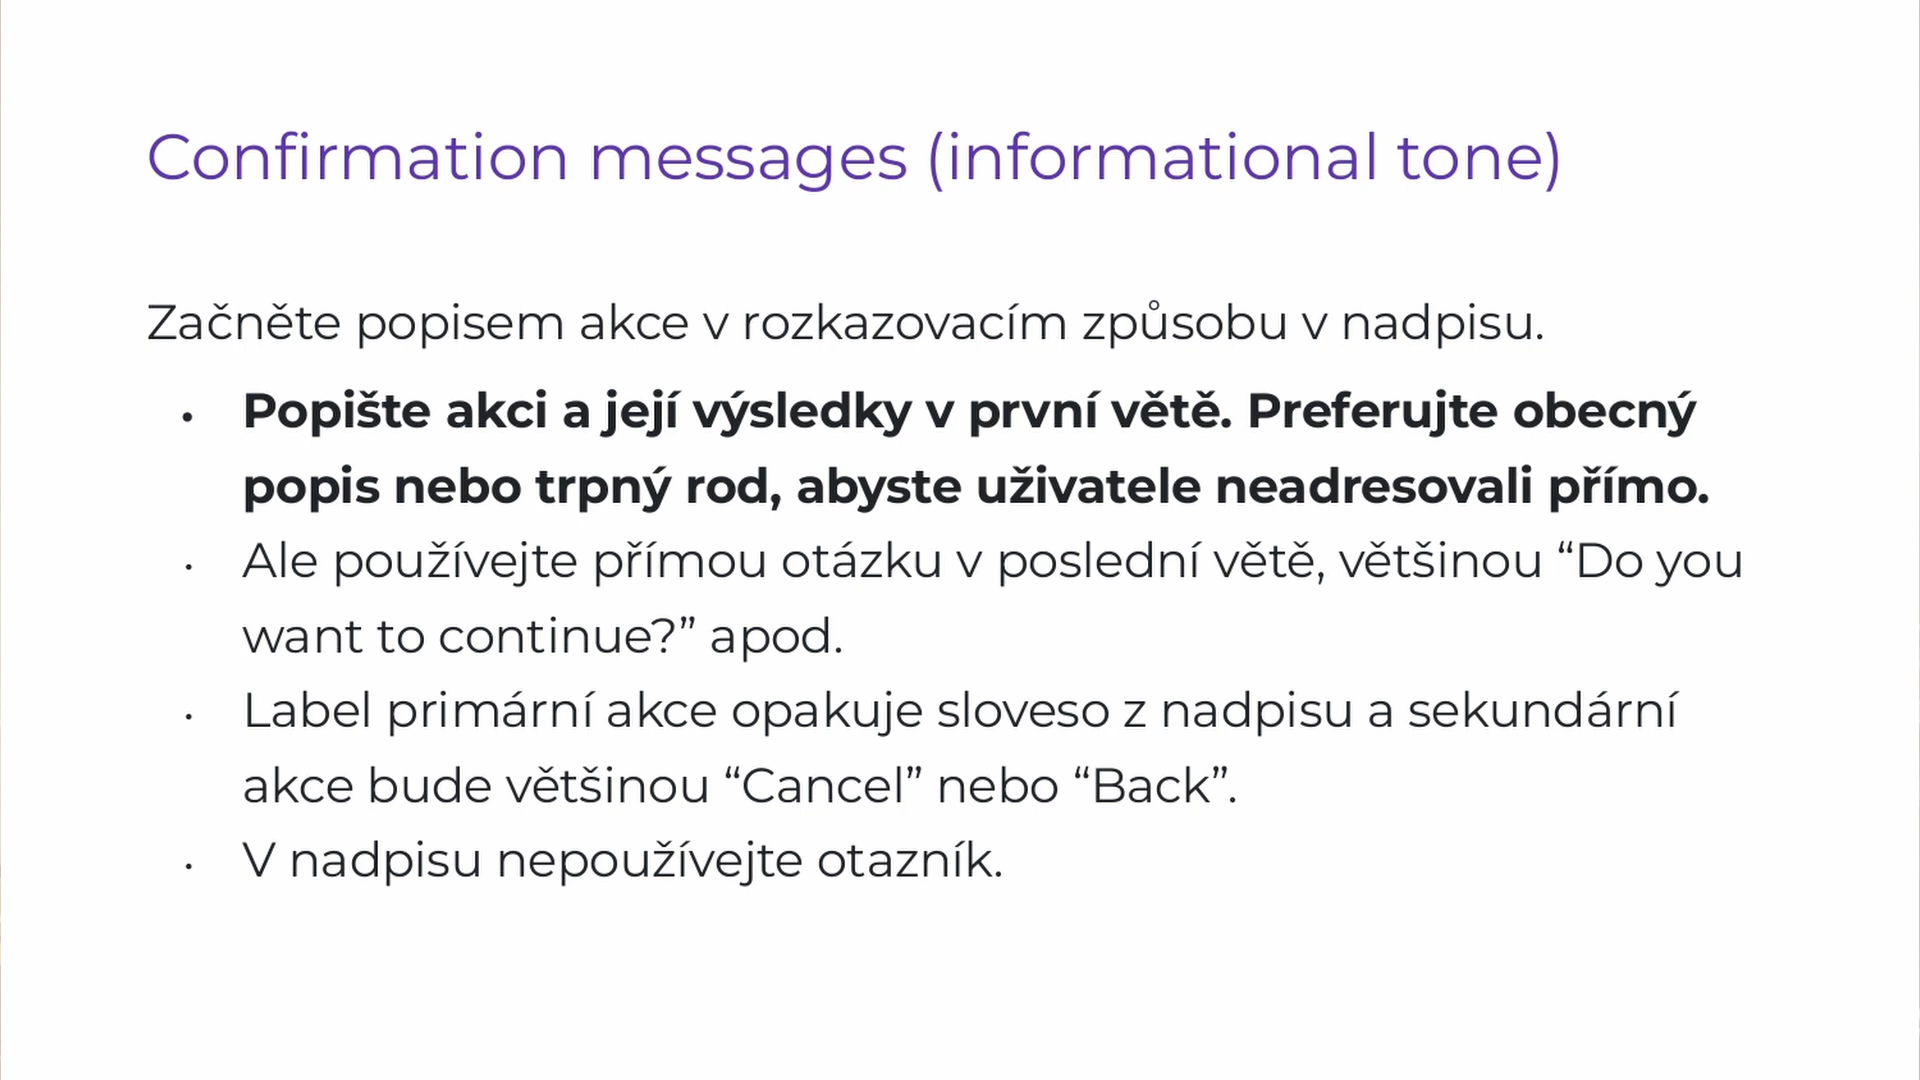 Confirmation messages (informational tone)
Začněte popisem akce v rozkazovacím způsobu v nadpisu.
• Popište akci a její výsledky v první větě. Preferujte obecný
popis nebo trpný rod, abyste uživatele neadresovali přímo.
• Ale používejte přímou otázku v poslední větě, většinou “Do you
want to continue?” apod.
• Label primární akce opakuje sloveso z nadpisu a sekundární
akce bude většinou “Cancel” nebo “Back”.
• V nadpisu nepoužívejte otazník.